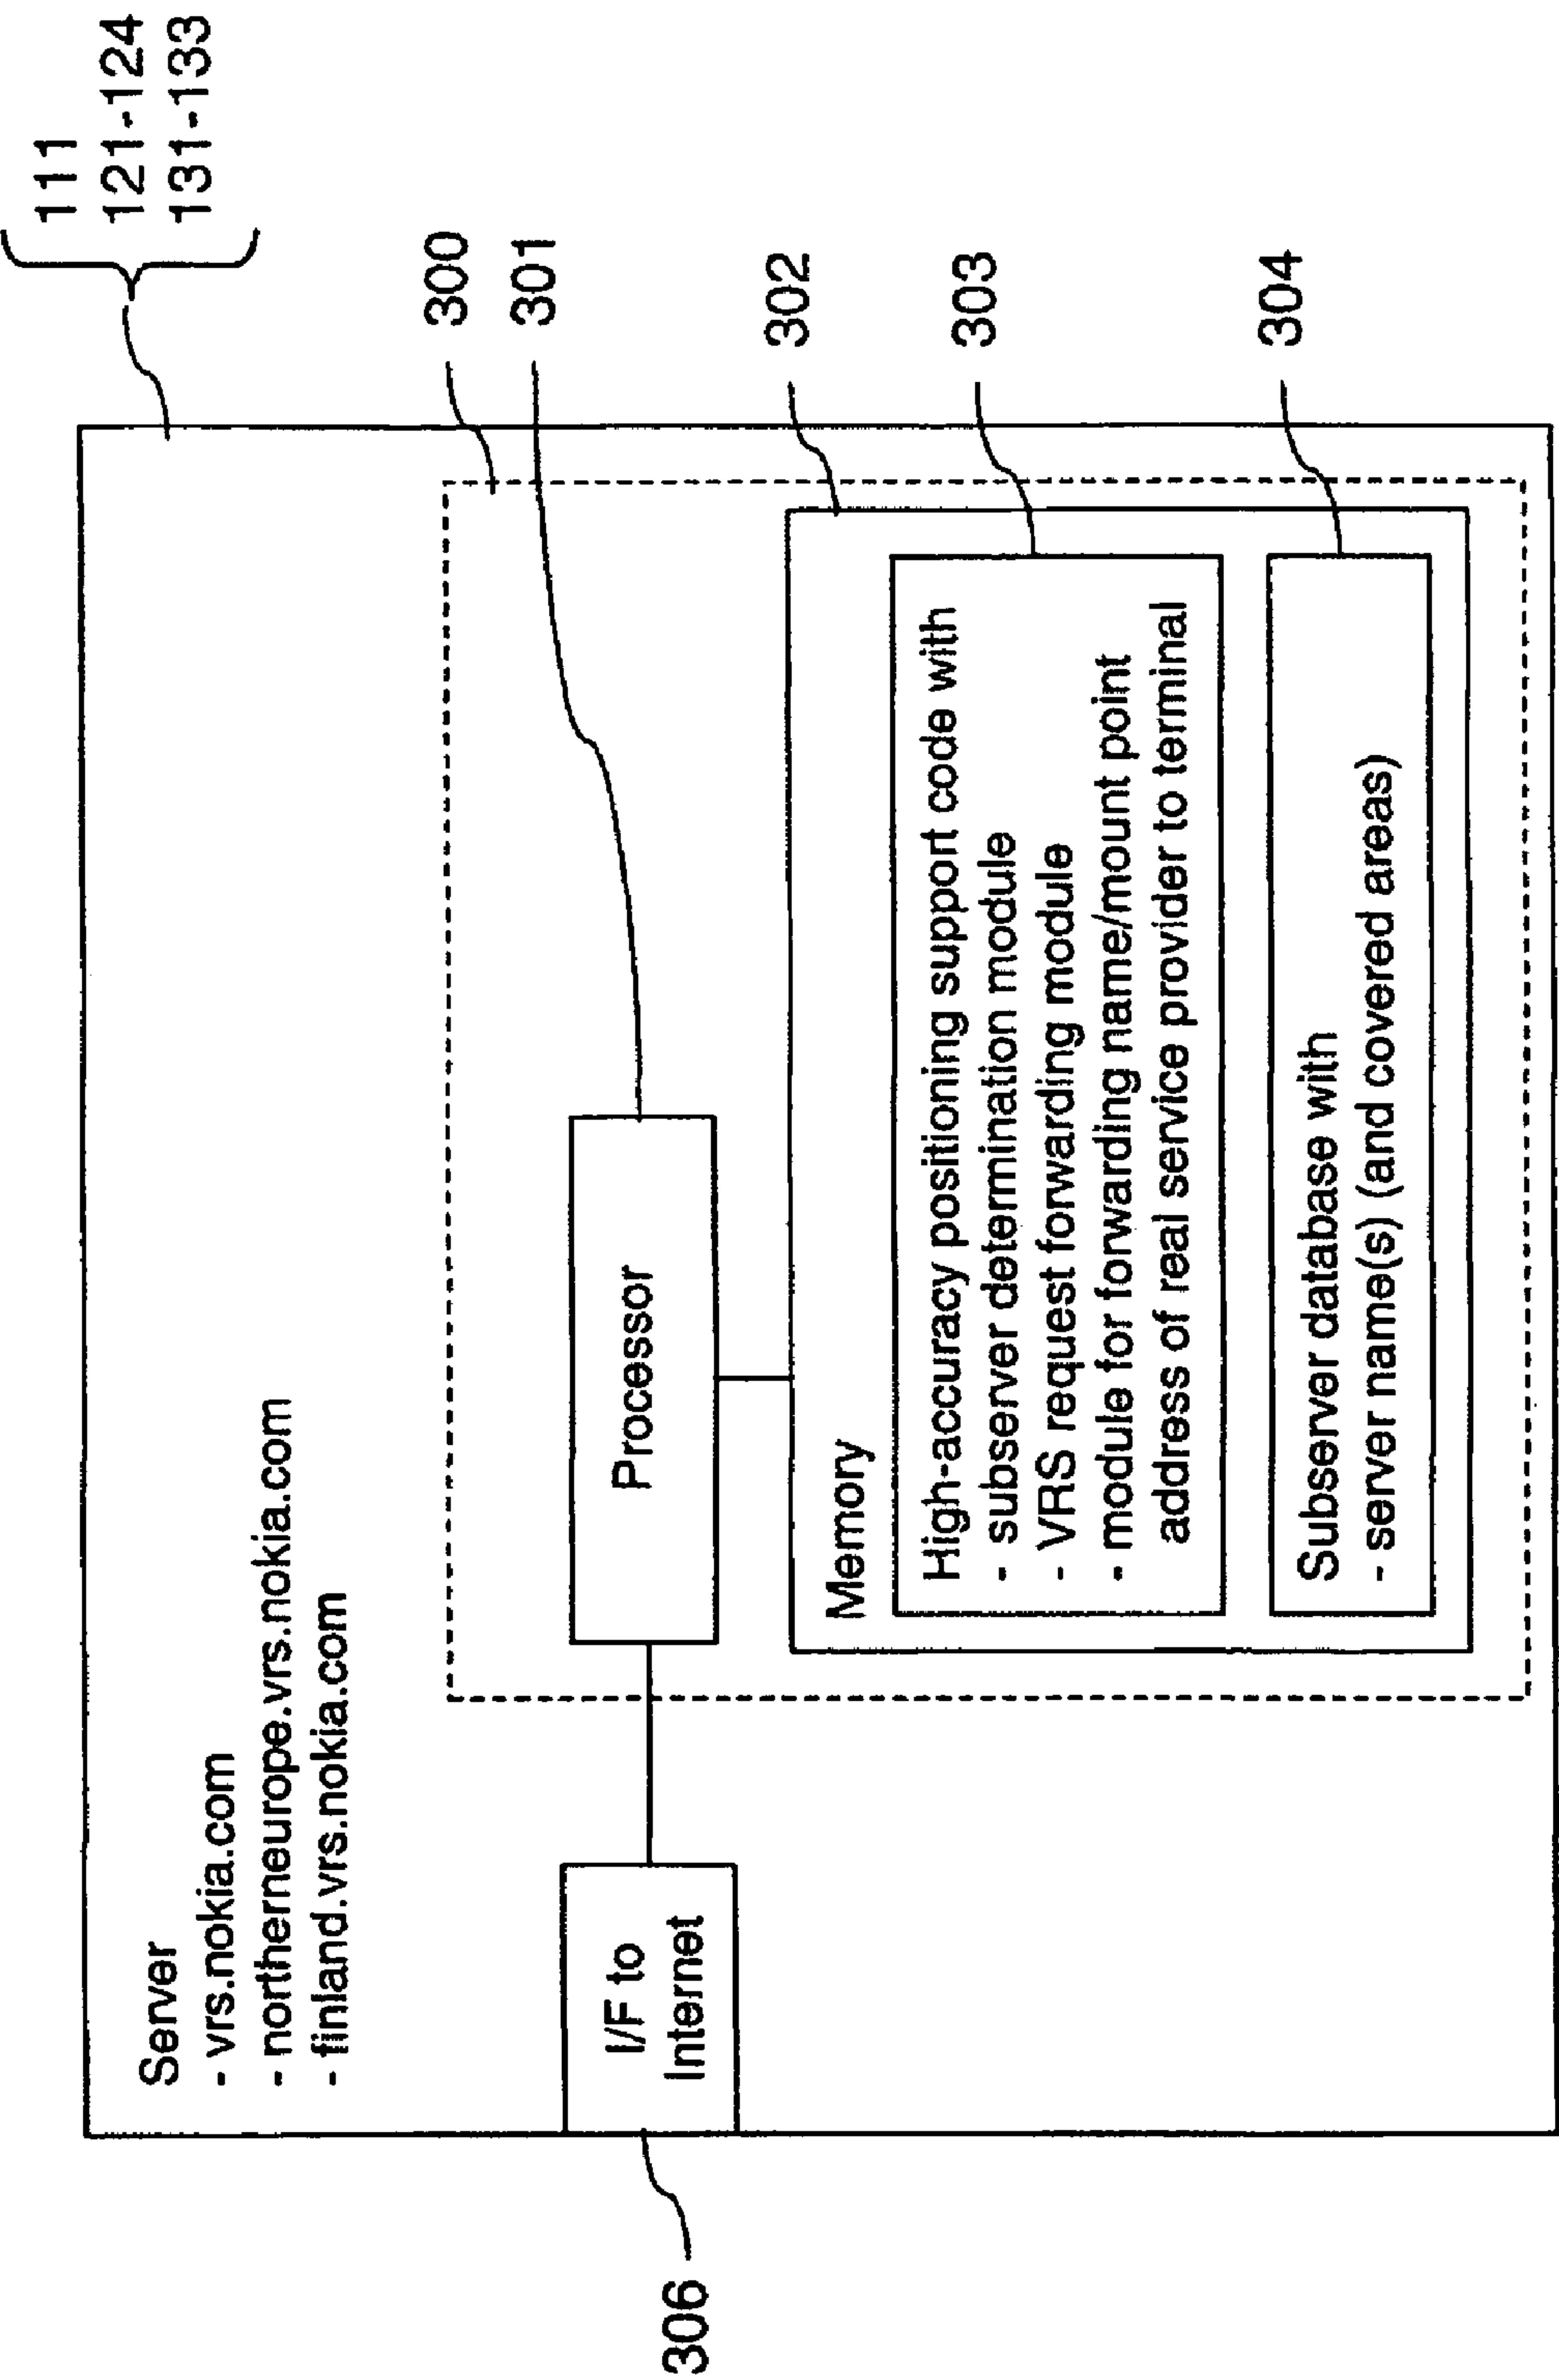 111
121-124
131-133
Server
- vrs.nokia.com
- northerneurope.vrs.nokia.com
- finland.vrs.nokia.com
300
301
Processor
I/F to
Internet
306
302
Memory
303
High-accuracy positioning support code with
- subserver determination module
- VRS request forwarding module
- module for forwarding name/mount point
address of real service provider to terminal
304
Subserver database with
- server name(s) (and covered areas)